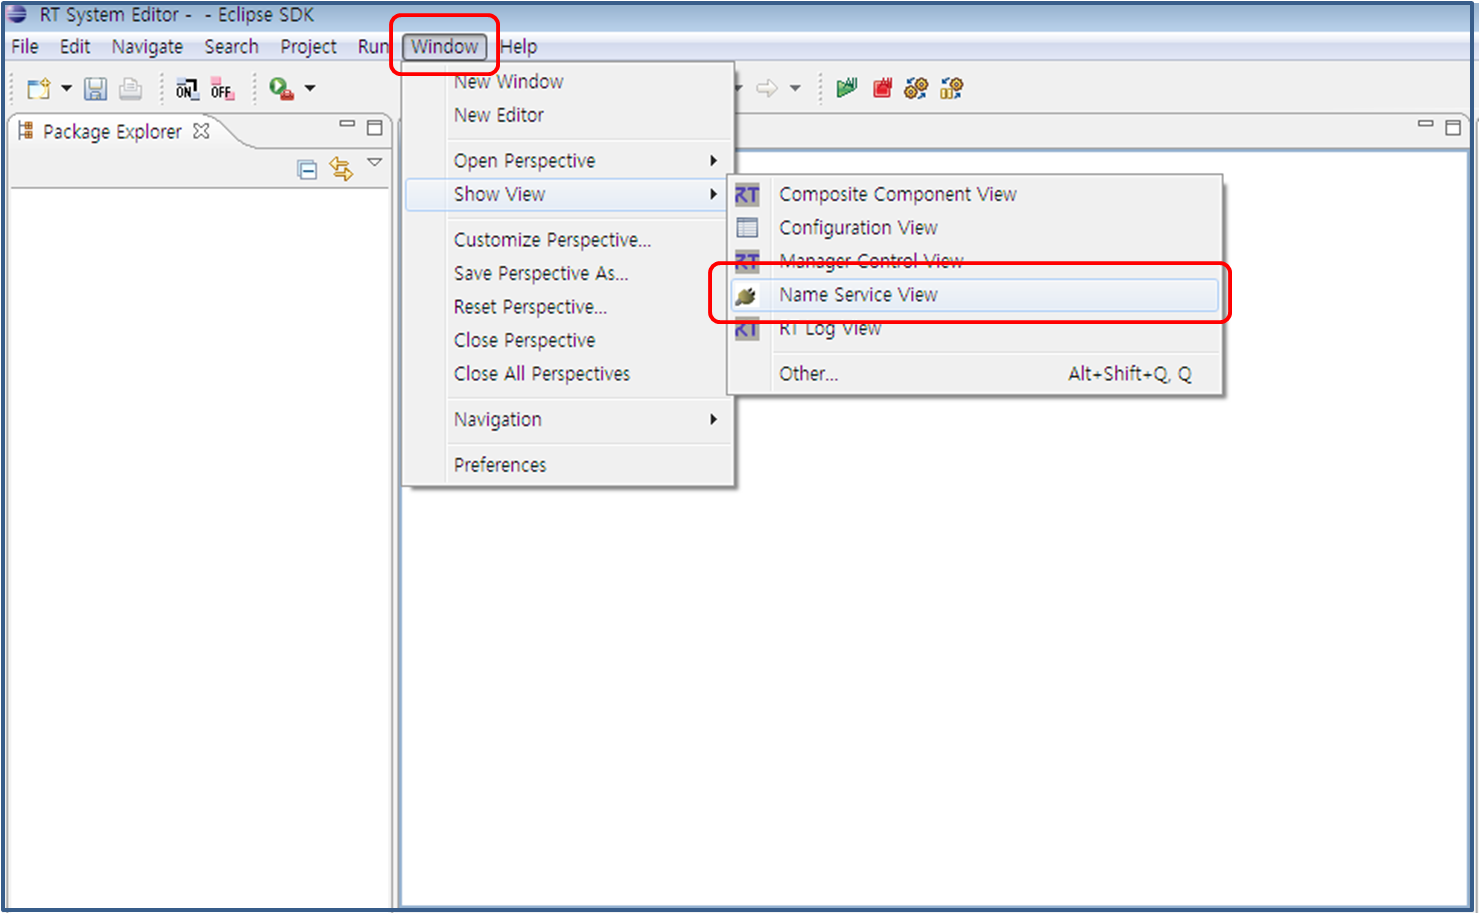 RT System Editor -  - Eclipse SDK
File Edit Navigate Search Project Run Window Help
ON OFF
Package Explorer
New Window
New Editor
Open Perspective
Show View
Customize Perspective...
Save Perspective As...
Reset Perspective...
Close Perspective
Close All Perspectives
Navigation
Preferences
RT Composite Component View
Configuration View
RT Manager Control View
Name Service View
RT RT Log View
Other... Alt+Shift+Q, Q